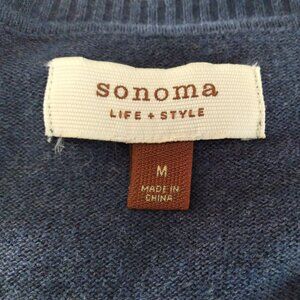 sonoma
LIFE + STYLE
M
MADE IN
CHINA